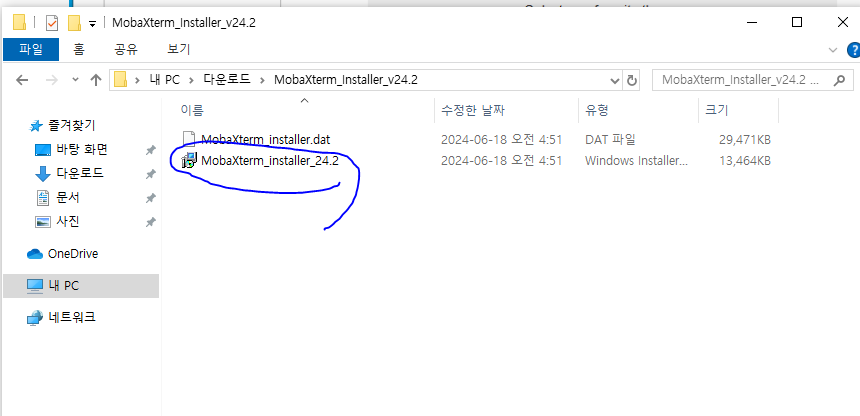 MobaXterm_Installer_v24.2
파일 홈 공유 보기
내 PC 다운로드 MobaXterm_Installer_v24.2 MobaXterm_Installer_v24.2 ...
이름 수정한 날짜 유형 크기
MobaXterm_installer.dat 2024-06-18 오전 4:51 DAT 파일 29,471KB
MobaXterm_installer_24.2 2024-06-18 오전 4:51 Windows Installer... 13,464KB
즐겨찾기
바탕 화면
다운로드
문서
사진
OneDrive
내 PC
네트워크